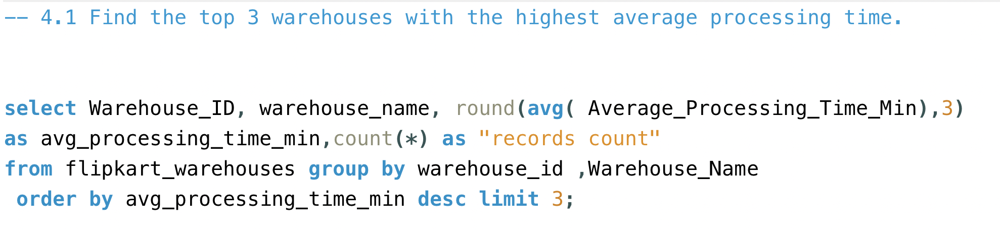 -- 4.1 Find the top 3 warehouses with the highest average processing time.
select Warehouse_ID, warehouse_name, round(avg( Average_Processing_Time_Min),3)
as avg_processing_time_min,count(*) as "records count"
from flipkart_warehouses group by warehouse_id ,Warehouse_Name
order by avg_processing_time_min desc limit 3;